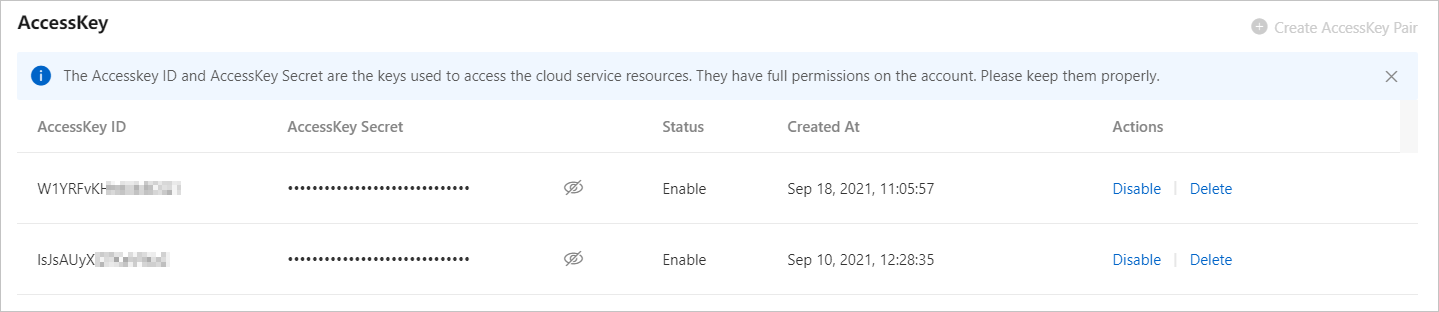 AccessKey
Create AccessKey Pair
The Accesskey ID and AccessKey Secret are the keys used to access the cloud service resources. They have full permissions on the account. Please keep them properly.
AccessKey ID AccessKey Secret Status Created At Actions
Enable Sep 18, 2021, 11:05:57 Disable Delete
Enable Sep 10, 2021, 12:28:35 Disable Delete